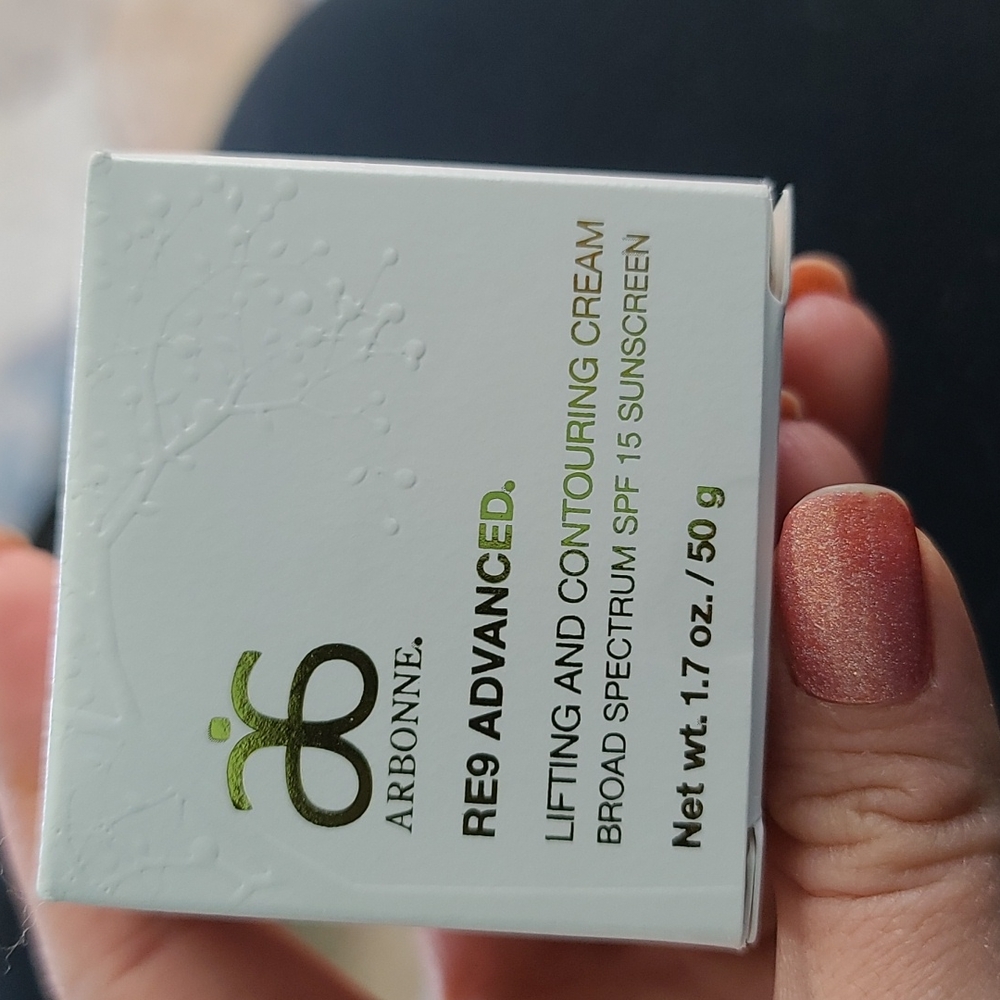 ARBONNE.
RE9 ADVANCED.
LIFTING AND CONTOURING CREAM
BROAD SPECTRUM SPF 15 SUNSCREEN
Net wt. 1.7 oz. / 50 g